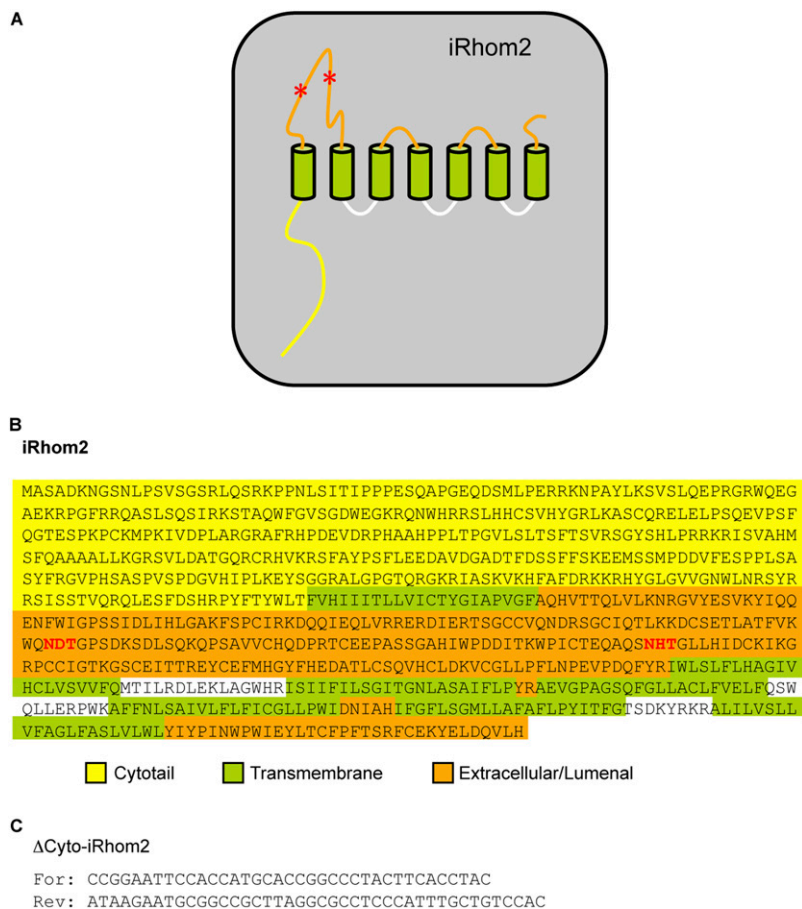 A
iRhom2
B
iRhom2
MASADKNGSNLPSVSGSRLQSRKPPNLSITIPPPESQAPGEQDSMLPERRKNPAYLKSVSLQEPRGRWQEG
AEKRPGFRRQASLSQSIRKSTAQWFGVSGDWEGKRQNWHRRSLHHCSVHYGRLKASCQRELELPSQEVPSF
QGTESPKPCKMPKIVDPLARGRAFRHPDEVDRPHAAHPPLTPGVLSLTSFTSVRSGYSHLPRRKRISVAHM
SFQAAAALLKGRSVLDATGQRCRHVKRSFAYPSFLEEDAVDGADTFDSSFFSKEEMSSMPDDVFESPPLSA
SYFRGVPHSASPVSPDGVHIPLKEYSGGRALGPGTQRGKRIASKVKHFAFDRKKRHYGLGVVGNWLNRSYR
RSISSTVQRQLESFDSHRPYFTYWLTFVHIIITLLVICTYGIAPVGFAQHVTTQLVLKNRGVYESVKYIQQ
ENFWIGPSSIDLIHLGAKFSPCIRKDQQIEQLVRRERDIERTSGCCVQNDRSGCIQTLKKDCSETLATFVK
WQNDTGPSDKSDLSQKQPSAVVCHQDPRTCEEPASSGAHIWPDDITKWPICTEQAQSNHTGLLHIDCKIKG
RPCCIGTKGSCEITTREYCEFMHGYFHEDATLCSQVHCLDKVCGLLPFLNPEVPDQFYRIWLSLFLHAGIV
HCLVSVVFQMTILRDLEKLAGWHRISIIFILSGITGNLASAIFLPYRAEVGPAGSQFGLLACLFVELFQSW
QLLERPWKAFFNLSAIVLFLFICGLLPWIDNIAHIFGFLSGMLLAFAFLPYITFGTSDKYRKRALILVSLL
VFAGLFASLVLWLYIYPINWPWIEYLTCFPFTSRFCEKYELDQVLH
Cytotail Transmembrane Extracellular/Lumenal
C
ΔCyto-iRhom2
For: CCGGAATTCCACCATGCACCGGCCCTACTTCACCTAC
Rev: ATAAGAATGCGGCCGCTTAGGCGCCTCCCATTTGCTGTCCAC